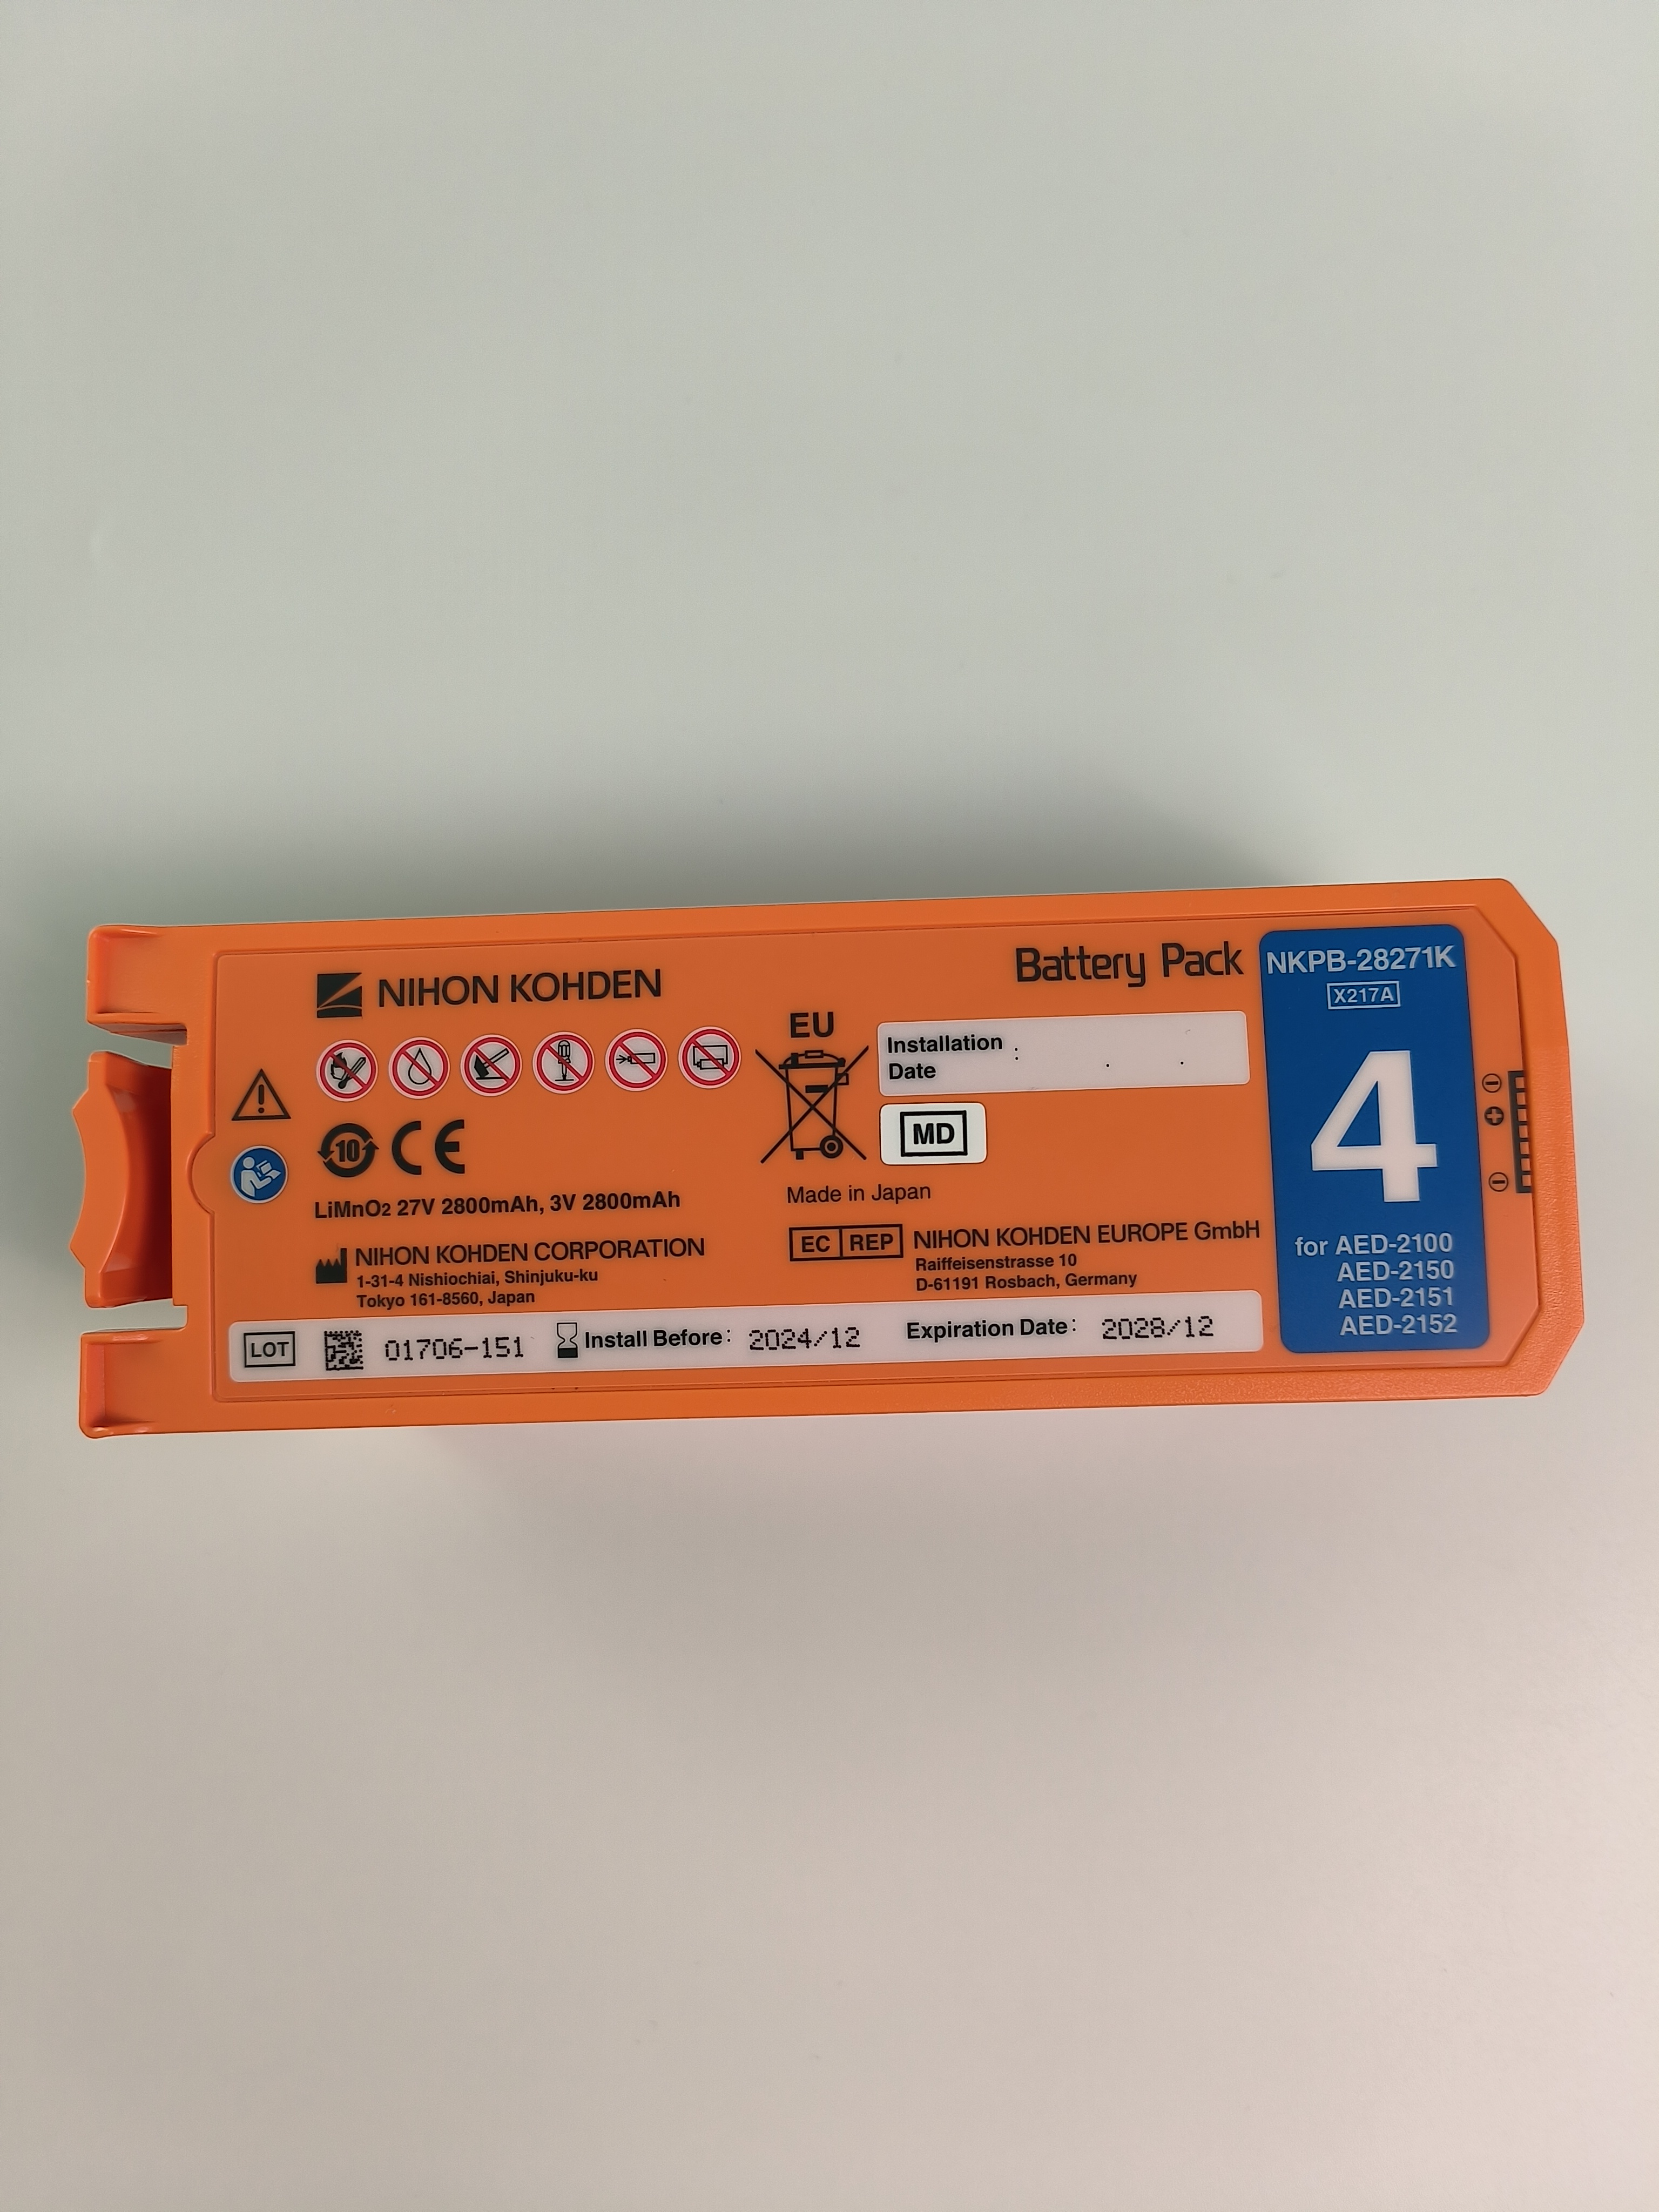 NIHON KOHDEN
Battery Pack
EU
Installation
Date : . .
MD
10
CE
LiMnO2 27V 2800mAh, 3V 2800mAh
Made in Japan
NIHON KOHDEN CORPORATION
1-31-4 Nishiochiai, Shinjuku-ku
Tokyo 161-8560, Japan
EC REP NIHON KOHDEN EUROPE GmbH
Raiffeisenstrasse 10
D-61191 Rosbach, Germany
LOT 01706-151 Install Before: 2024/12 Expiration Date: 2028/12
NKPB-28271K
X217A
4
for AED-2100
AED-2150
AED-2151
AED-2152